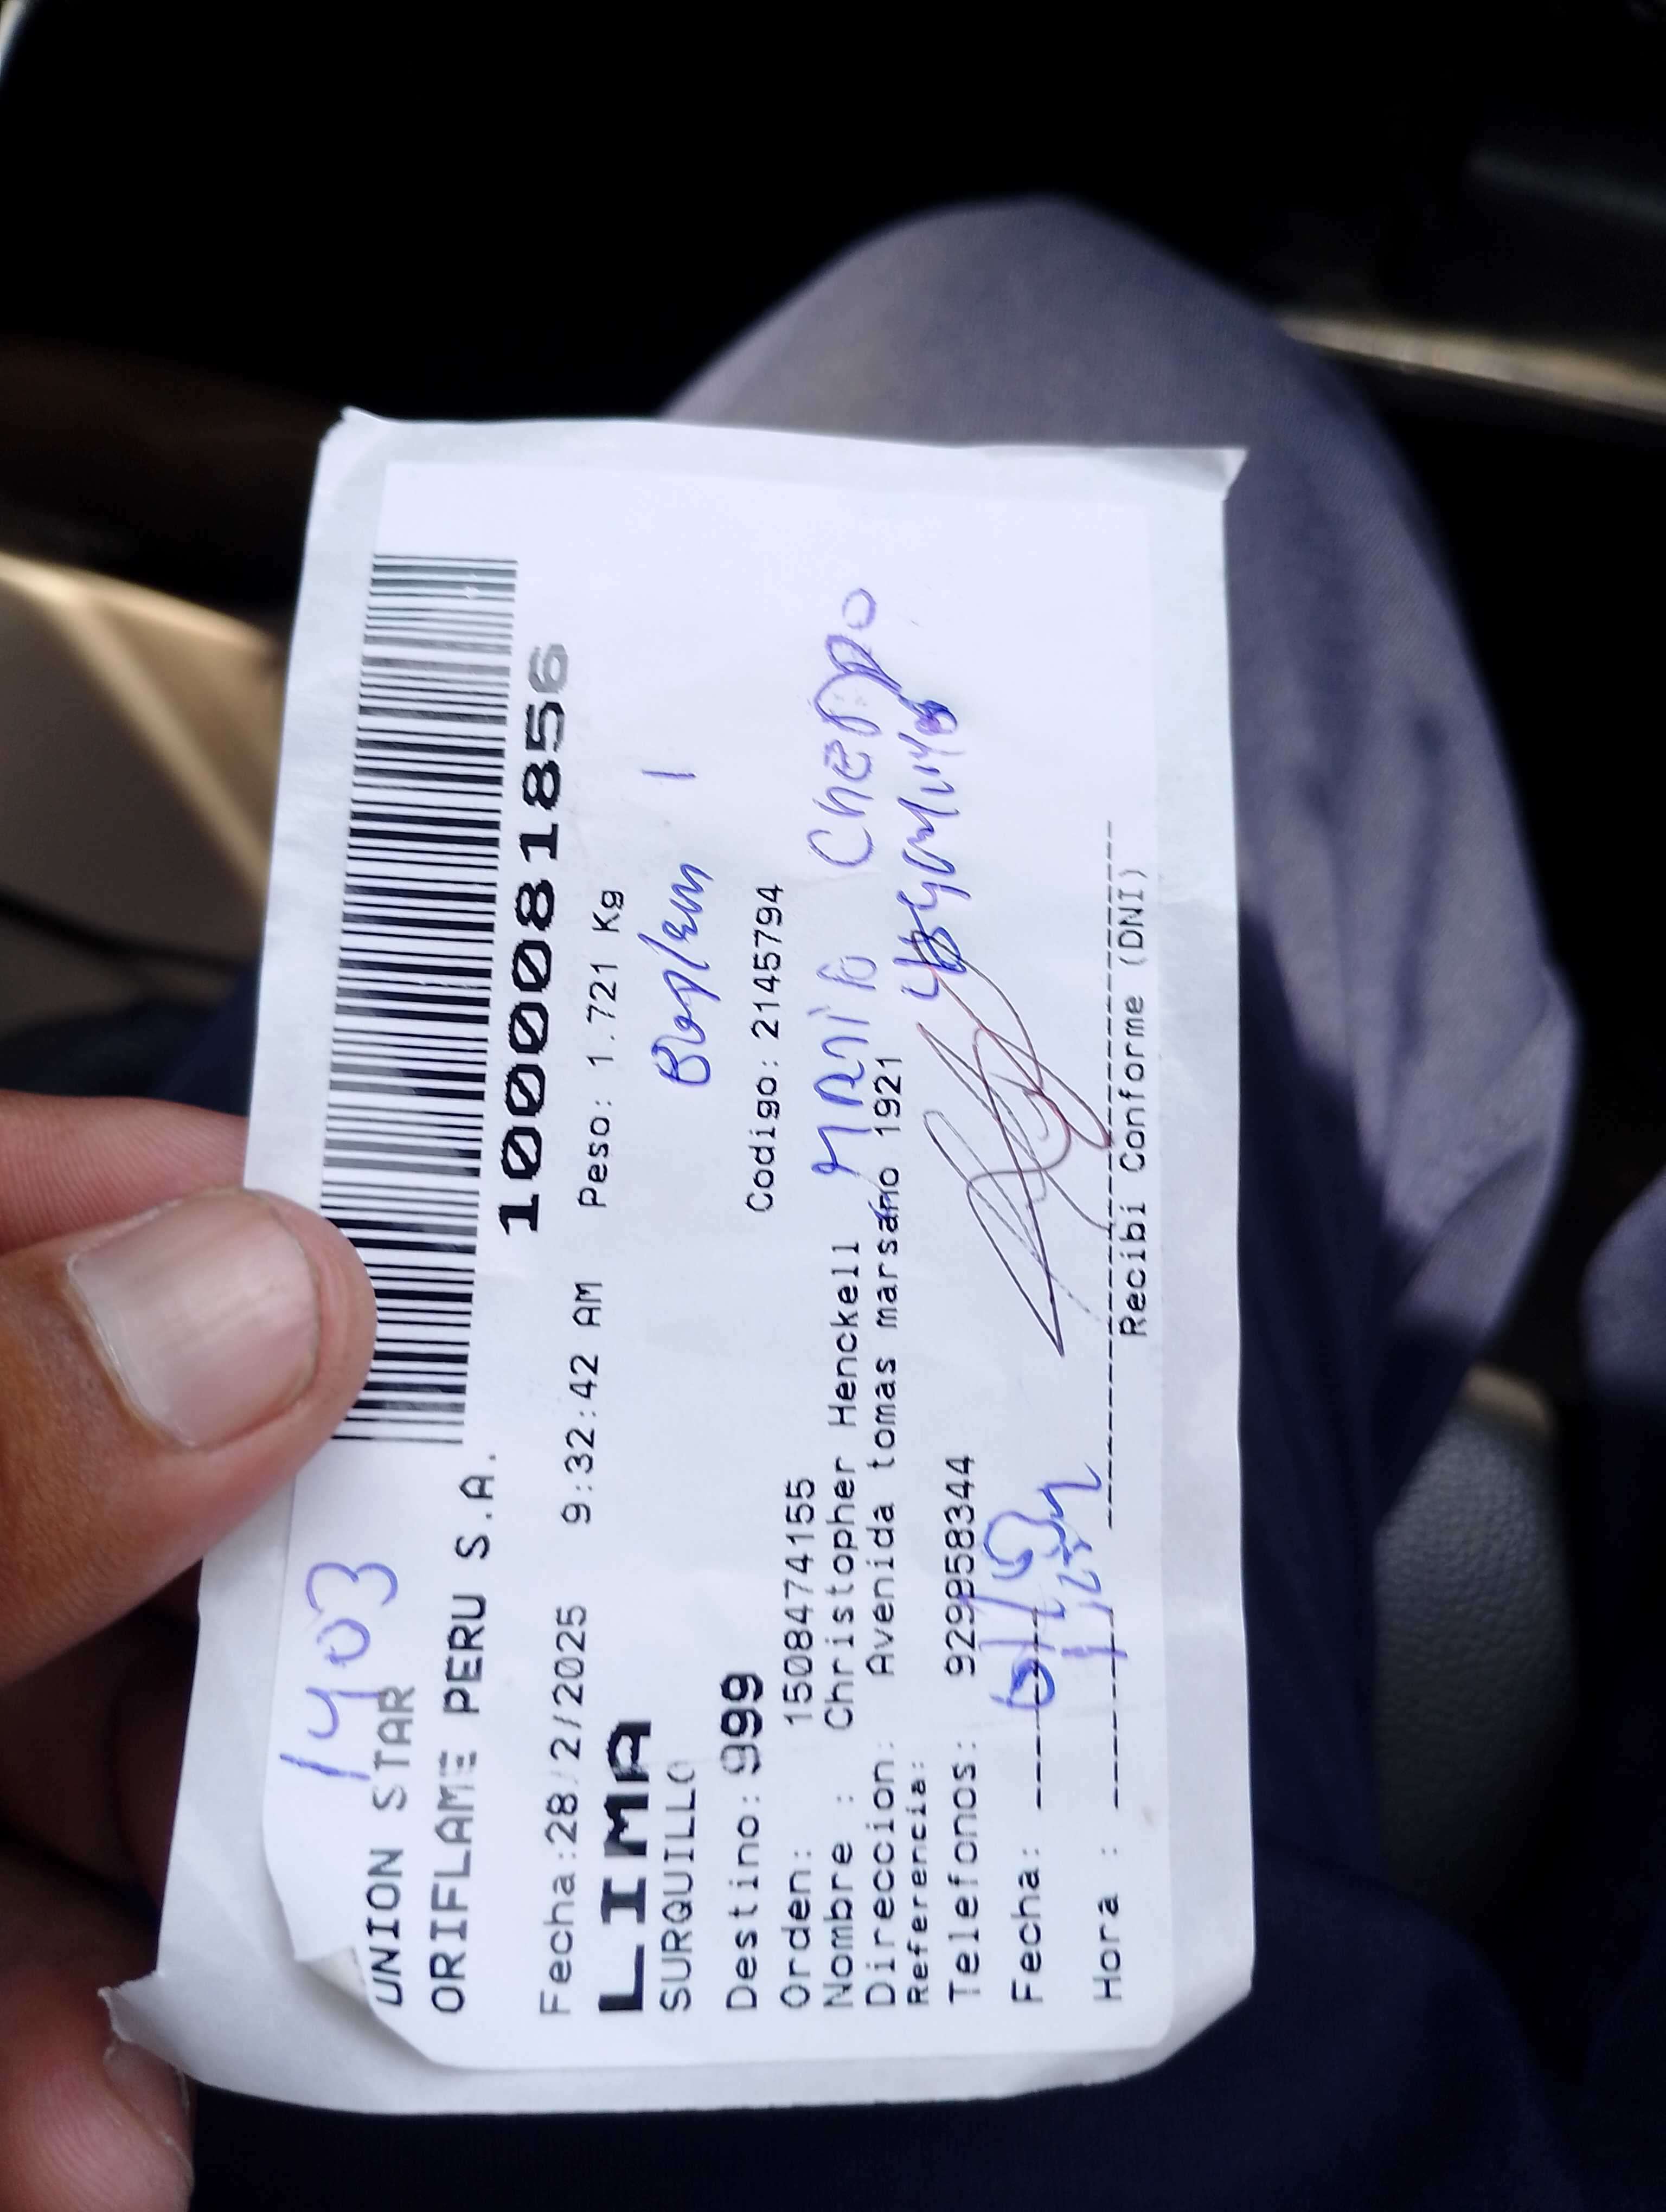 1403
UNION STAR
ORIFLAME PERU S.A.
100081856
Fecha:28/2/2025 9:32:42 AM Peso: 1.721 Kg
LIMA
SURQUILLO
1
Destino: 999 Codigo: 2145794
Orden: 1508474155
Nombre : Christopher Henckell
Direccion: Avenida tomas marsano 1921
Referencia:
Telefonos: 929958344
Fecha:
Hora :
Recibi Conforme (DNI)